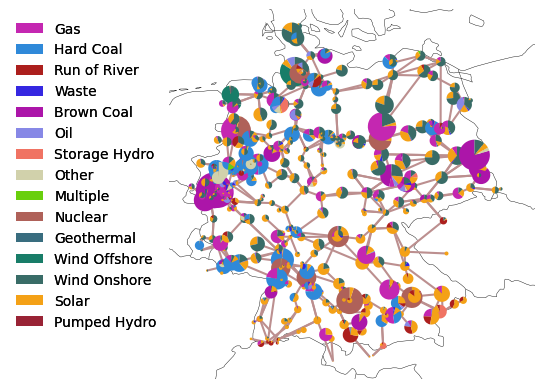 Gas
Hard Coal
Run of River
Waste
Brown Coal
Oil
Storage Hydro
Other
Multiple
Nuclear
Geothermal
Wind Offshore
Wind Onshore
Solar
Pumped Hydro